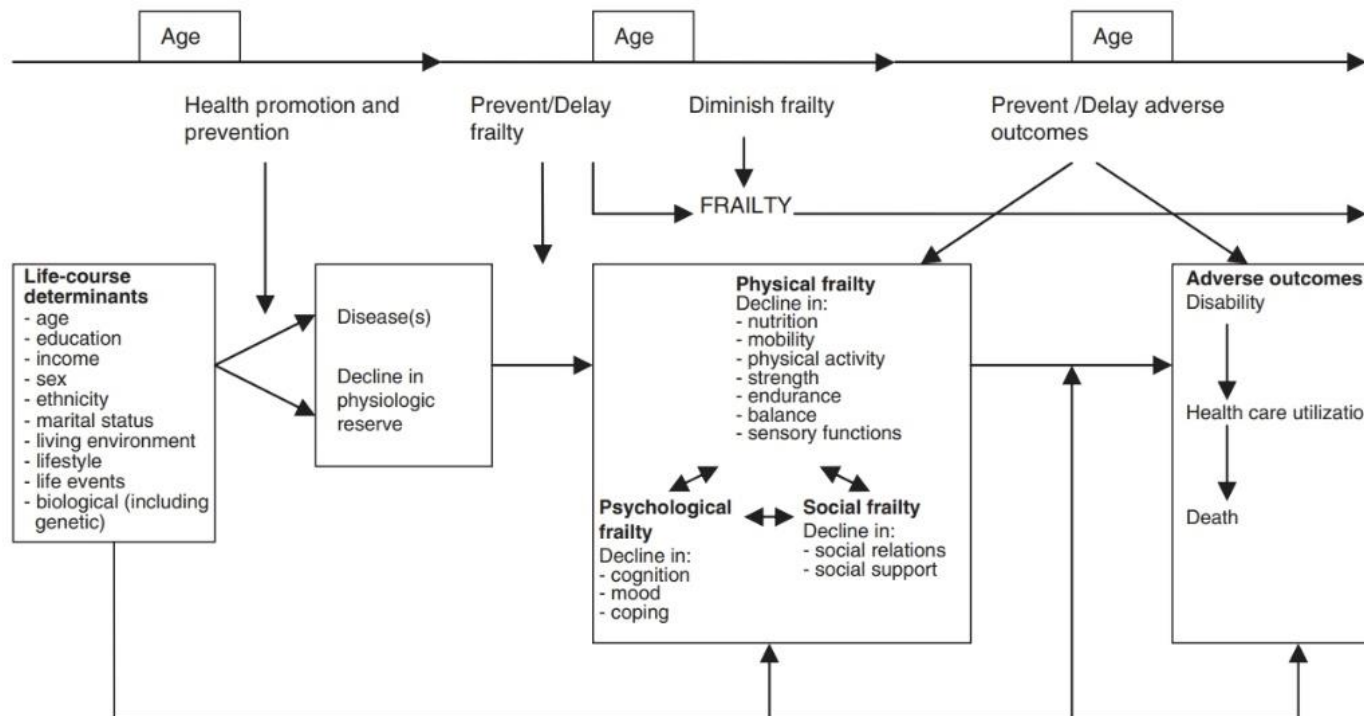 Age
Age
Age
Health promotion and
prevention
Prevent/Delay
frailty
Diminish frailty
Prevent /Delay adverse
outcomes
FRAILTY
Life-course
determinants
- age
- education
- income
- sex
- ethnicity
- marital status
- living environment
- lifestyle
- life events
- biological (including
genetic)
Disease(s)
Decline in
physiologic
reserve
Physical frailty
Decline in:
- nutrition
- mobility
- physical activity
- strength
- endurance
- balance
- sensory functions
Psychological
frailty
Decline in:
- cognition
- mood
- coping
Social frailty
Decline in:
- social relations
- social support
Adverse outcomes
Disability
Health care utilizatio
Death